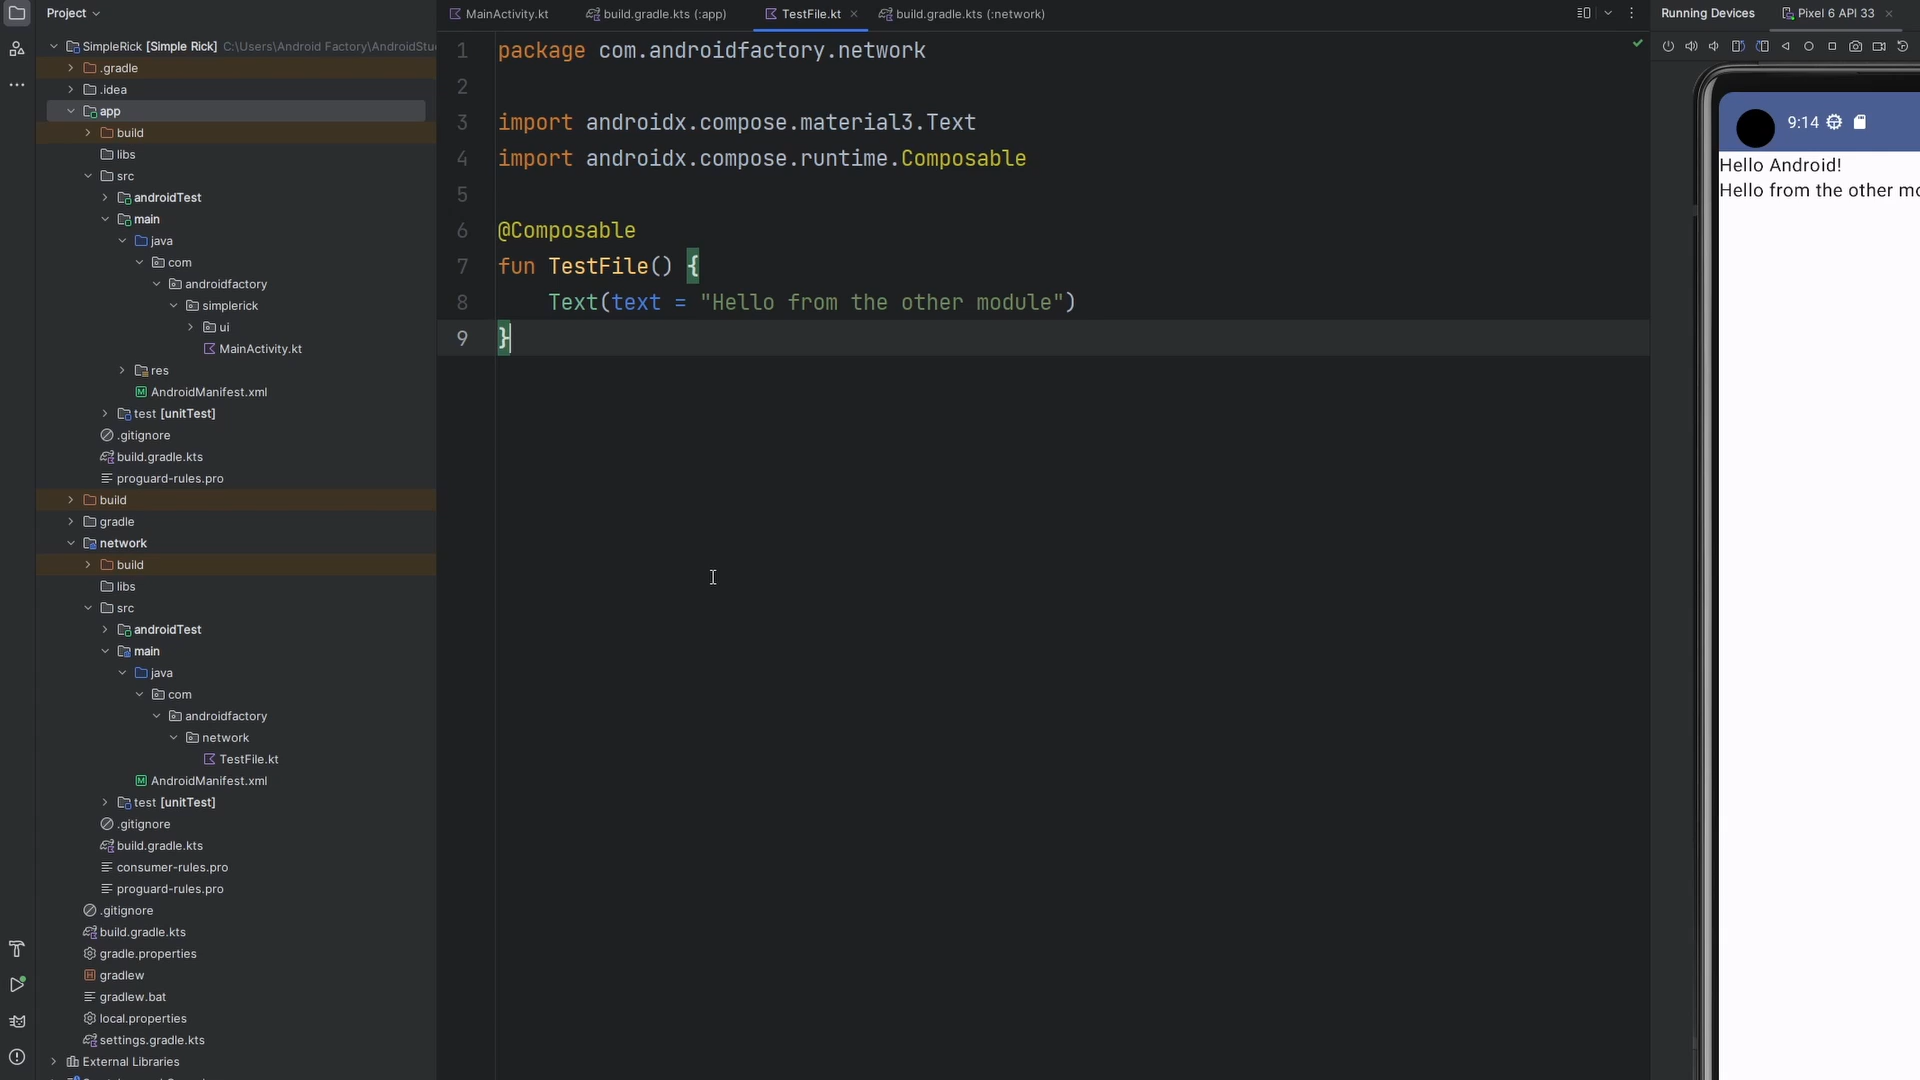 Project
SimpleRick [Simple Rick] C:\Users\Android Factory\AndroidStu
.gradle
.idea
app
build
libs
src
androidTest
main
java
com
androidfactory
simplerick
ui
MainActivity.kt
res
AndroidManifest.xml
test [unitTest]
.gitignore
build.gradle.kts
proguard-rules.pro
build
gradle
network
build
libs
src
androidTest
main
java
com
androidfactory
network
TestFile.kt
AndroidManifest.xml
test [unitTest]
.gitignore
build.gradle.kts
consumer-rules.pro
proguard-rules.pro
.gitignore
build.gradle.kts
gradle.properties
gradlew
gradlew.bat
local.properties
settings.gradle.kts
External Libraries
MainActivity.kt build.gradle.kts (:app) TestFile.kt build.gradle.kts (:network)
1 package com.androidfactory.network
2
3 import androidx.compose.material3.Text
4 import androidx.compose.runtime.Composable
5
6 @Composable
7 fun TestFile() {
8 Text(text = "Hello from the other module")
9 }
Running Devices Pixel 6 API 33
9:14
Hello Android!
Hello from the other mo